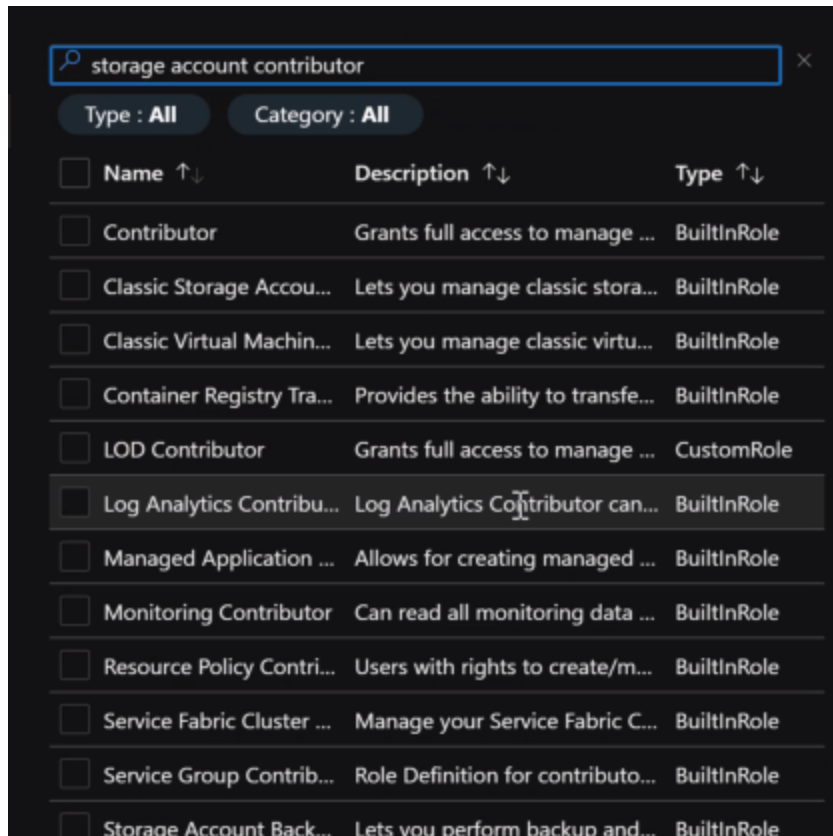 storage account contributor
Type : All Category : All
Name Description Type
Contributor Grants full access to manage ... BuiltInRole
Classic Storage Accou... Lets you manage classic stora... BuiltInRole
Classic Virtual Machin... Lets you manage classic virtu... BuiltInRole
Container Registry Tra... Provides the ability to transfe... BuiltInRole
LOD Contributor Grants full access to manage ... CustomRole
Log Analytics Contribu... Log Analytics Contributor can... BuiltInRole
Managed Application ... Allows for creating managed ... BuiltInRole
Monitoring Contributor Can read all monitoring data ... BuiltInRole
Resource Policy Contri... Users with rights to create/m... BuiltInRole
Service Fabric Cluster ... Manage your Service Fabric C... BuiltInRole
Service Group Contrib... Role Definition for contributo... BuiltInRole
Storage Account Back... Lets you perform backup and... BuiltInRole